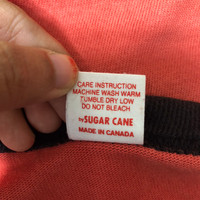 CARE INSTRUCTION
MACHINE WASH WARM
TUMBLE DRY LOW
DO NOT BLEACH
by SUGAR CANE
MADE IN CANADA